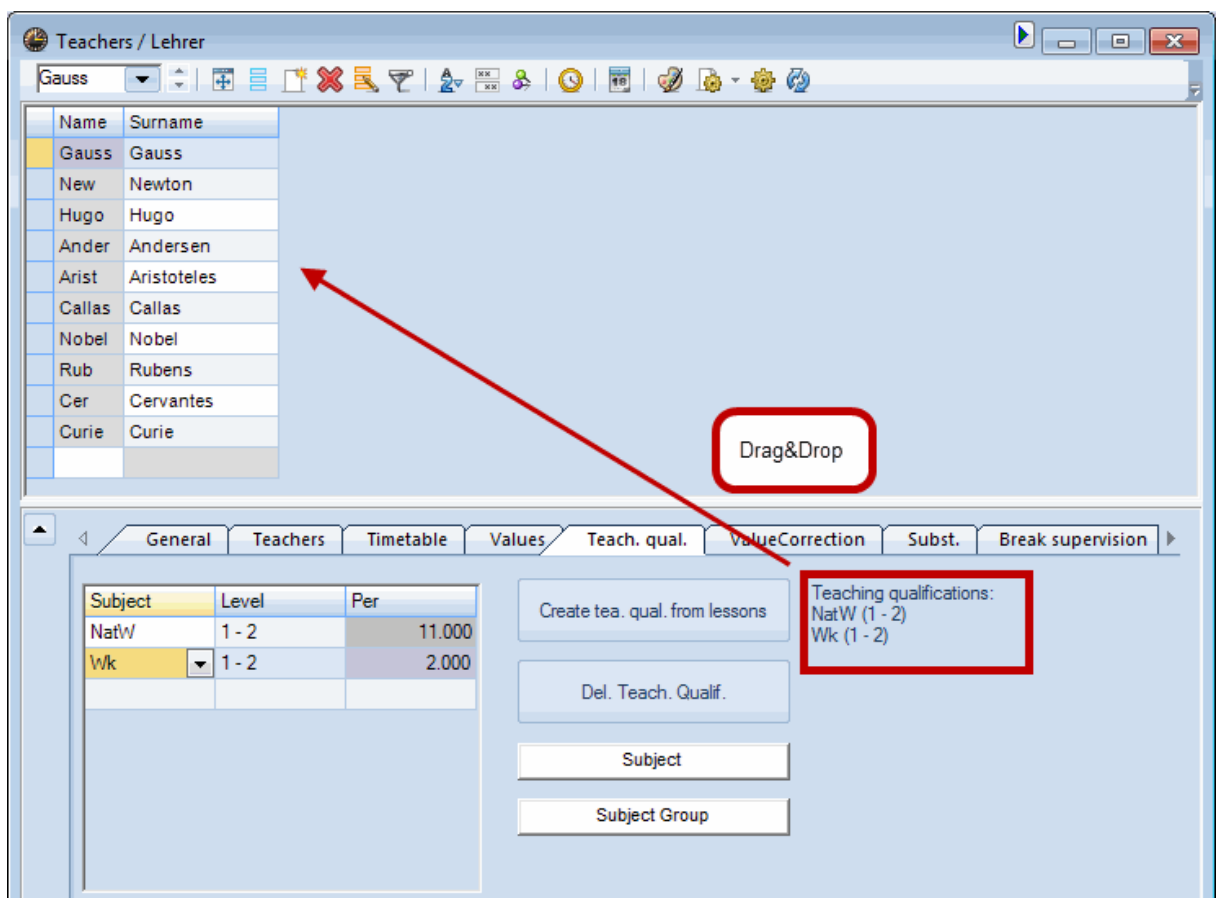 Teachers / Lehrer
Gauss
Name Surname
Gauss Gauss
New Newton
Hugo Hugo
Ander Andersen
Arist Aristoteles
Callas Callas
Nobel Nobel
Rub Rubens
Cer Cervantes
Curie Curie
Drag&Drop
General Teachers Timetable Values Teach. qual. ValueCorrection Subst. Break supervision
Subject Level Per
NatW 1 - 2 11.000
Wk 1 - 2 2.000
Create tea. qual. from lessons
Del. Teach. Qualif.
Subject
Subject Group
Teaching qualifications:
NatW (1 - 2)
Wk (1 - 2)